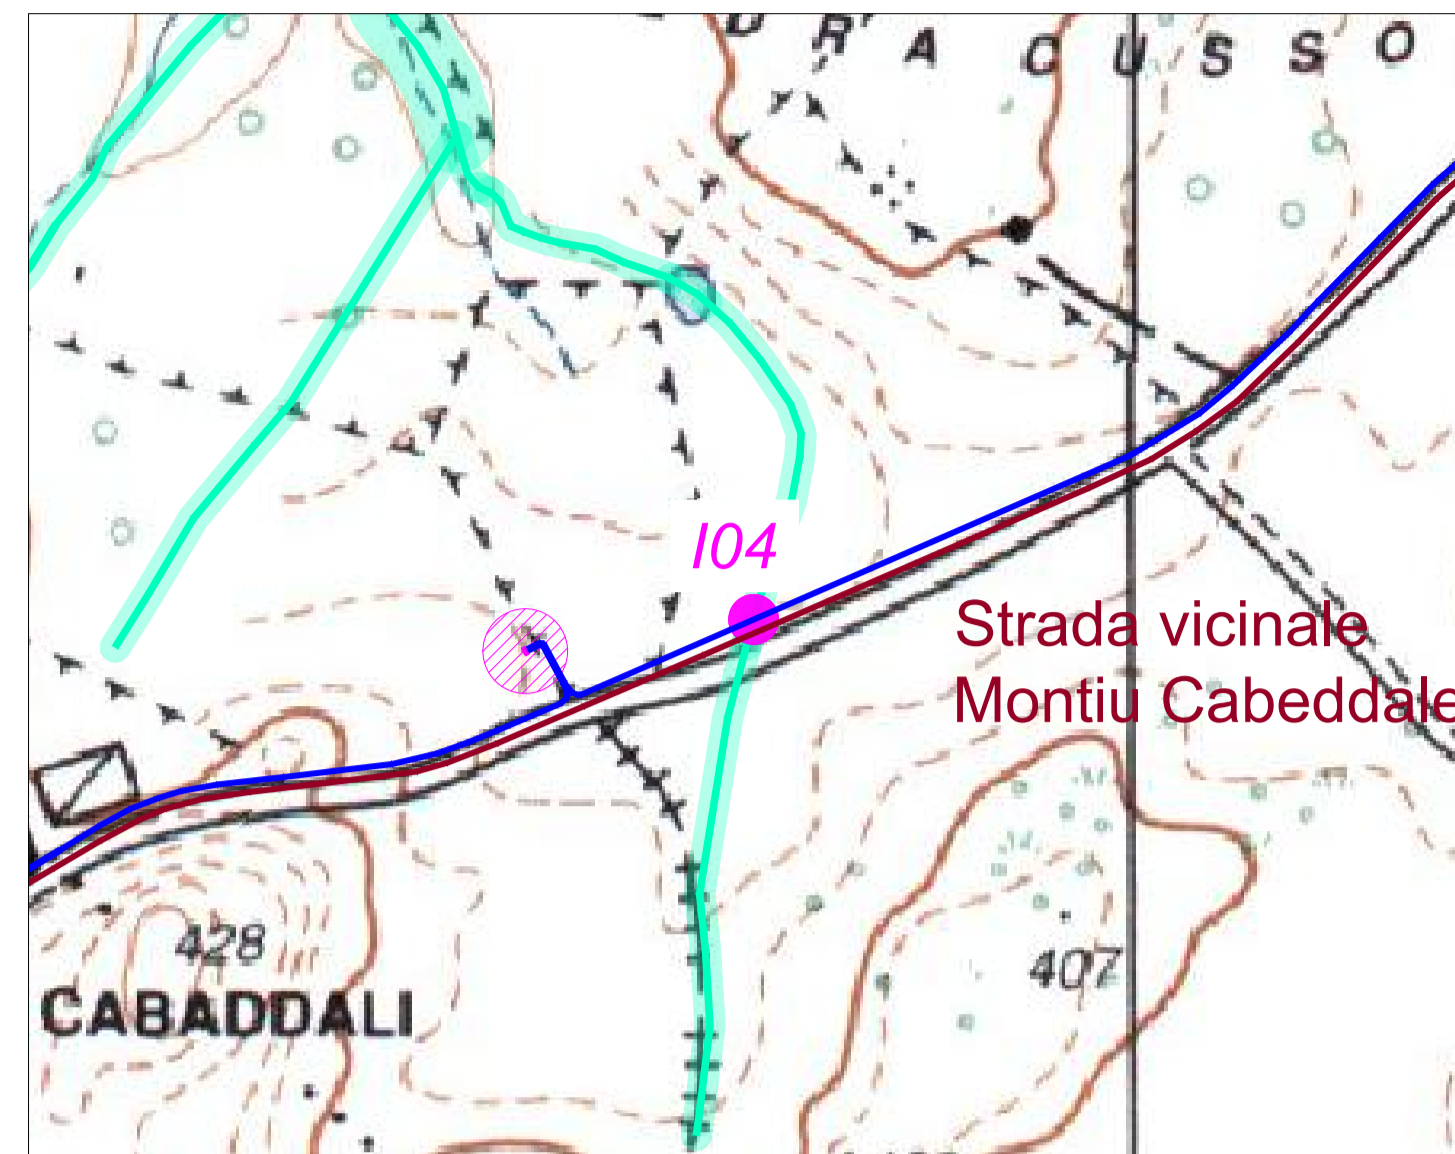 D R' A C U S S O
I04
Strada vicinale
Montiu Cabeddale
428
407
CABADDALI